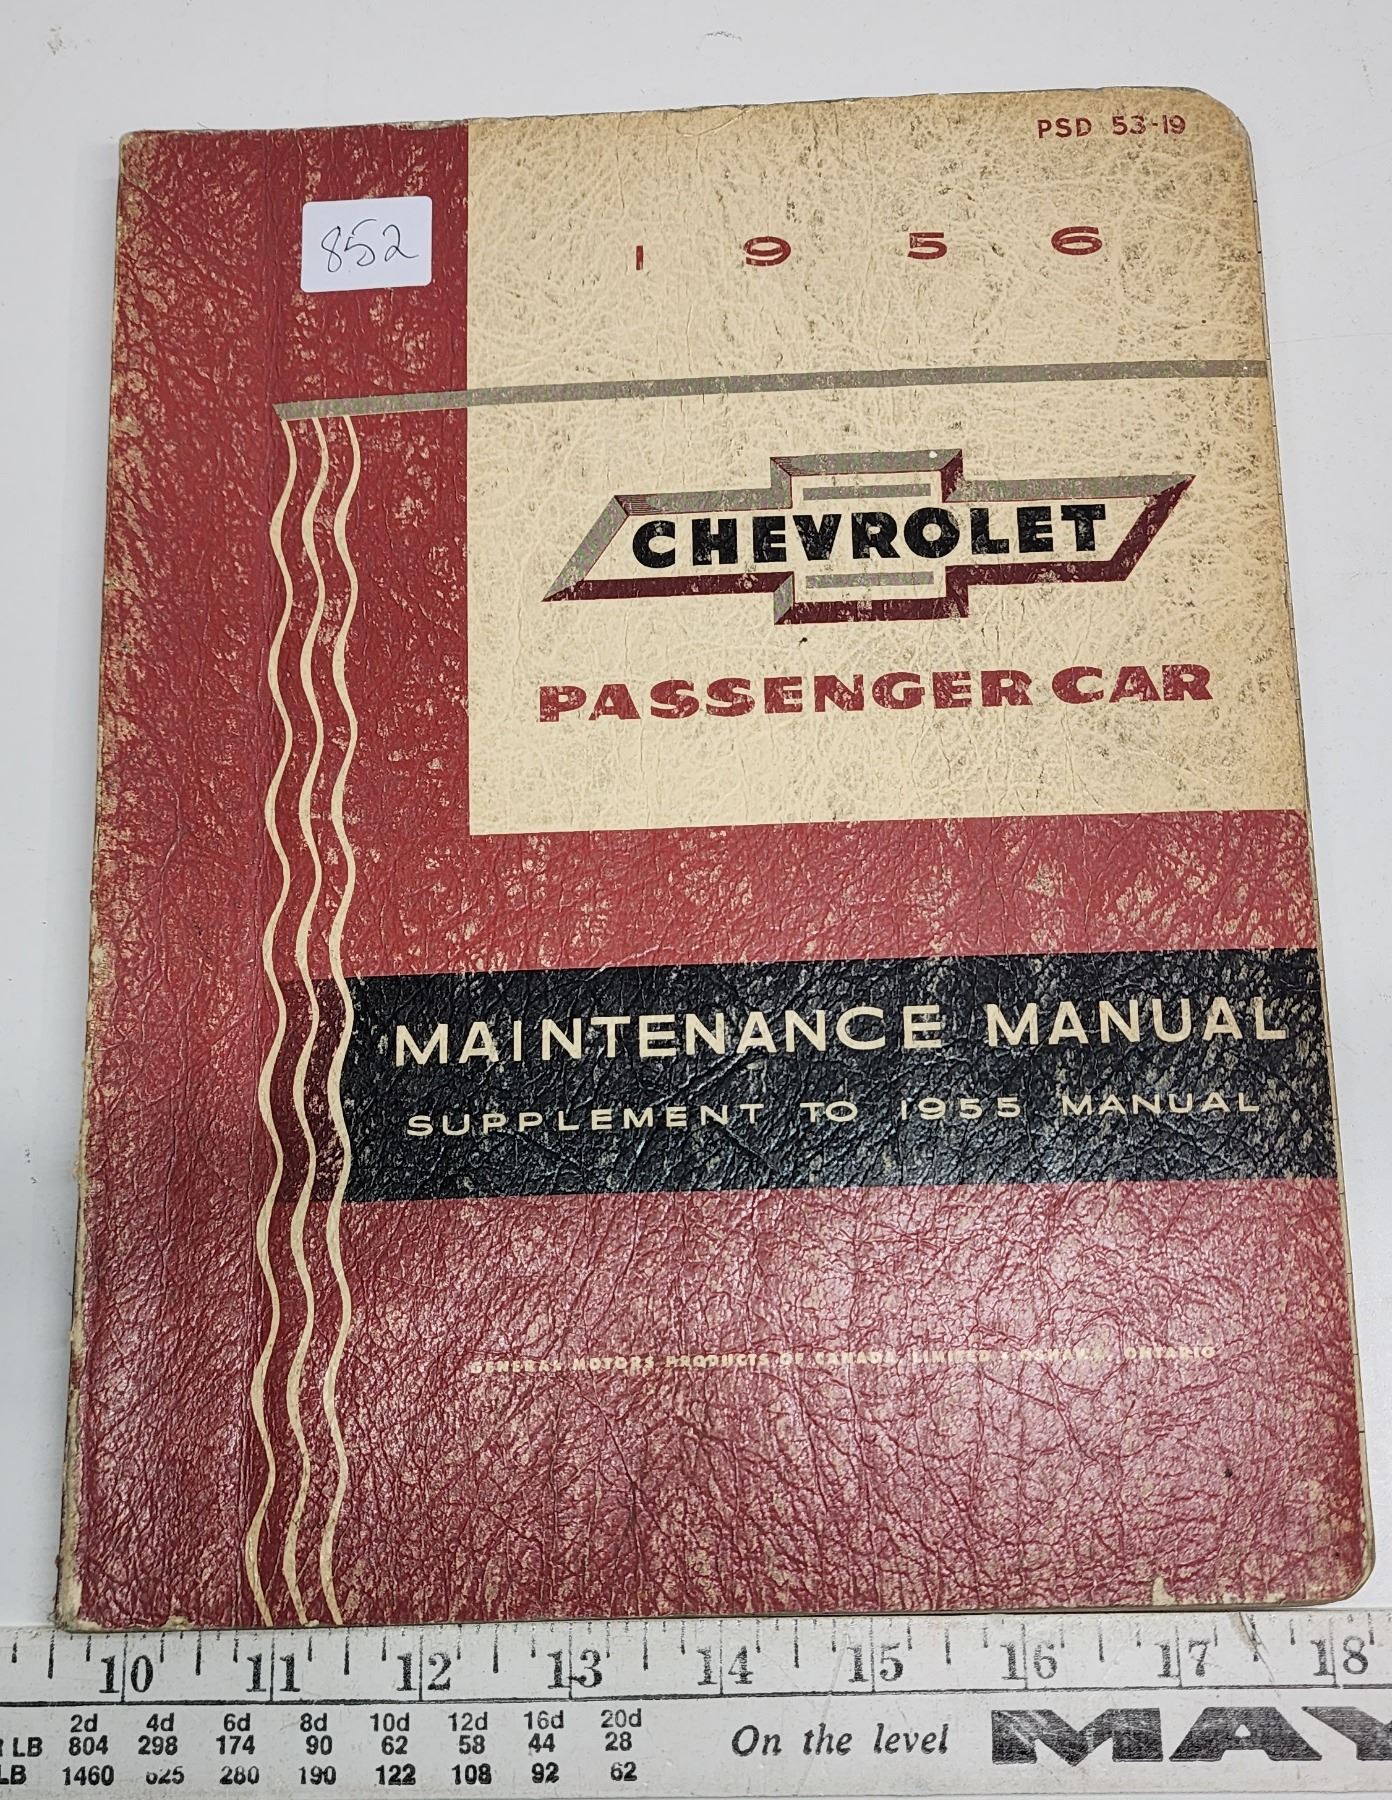 PSD 53-19
852
1 9 5 6
CHEVROLET
PASSENGER CAR
MAINTENANCE MANUAL
SUPPLEMENT TO 1955 MANUAL
GENERAL MOTORS PRODUCTS OF CANADA, LIMITED, OSHAWA, ONTARIO
10 11 12 13 14 15 16 17 18
2d 4d 6d 8d 10d 12d 16d 20d
LB 804 298 174 90 62 58 44 28
LB 1460 625 280 190 122 108 92 62
On the level MAY